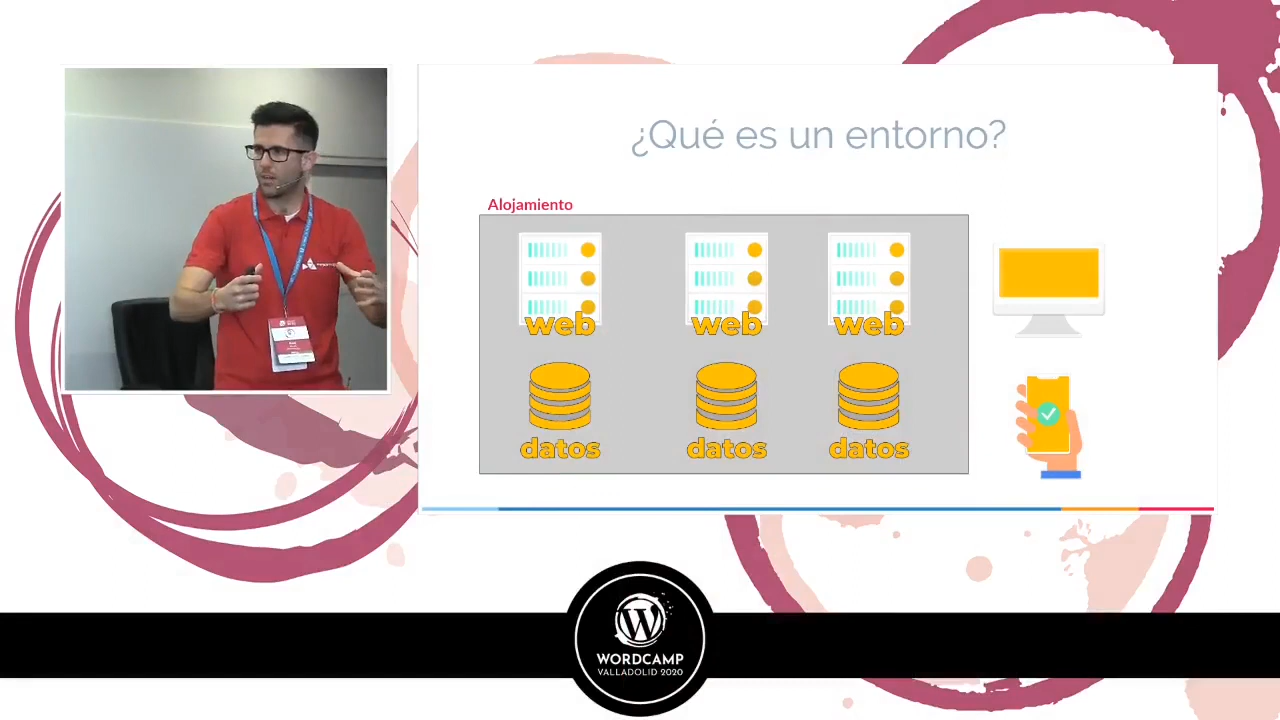 ¿Qué es un entorno?
Alojamiento
web
web
web
datos
datos
datos
WORDCAMP
VALLADOLID 2020